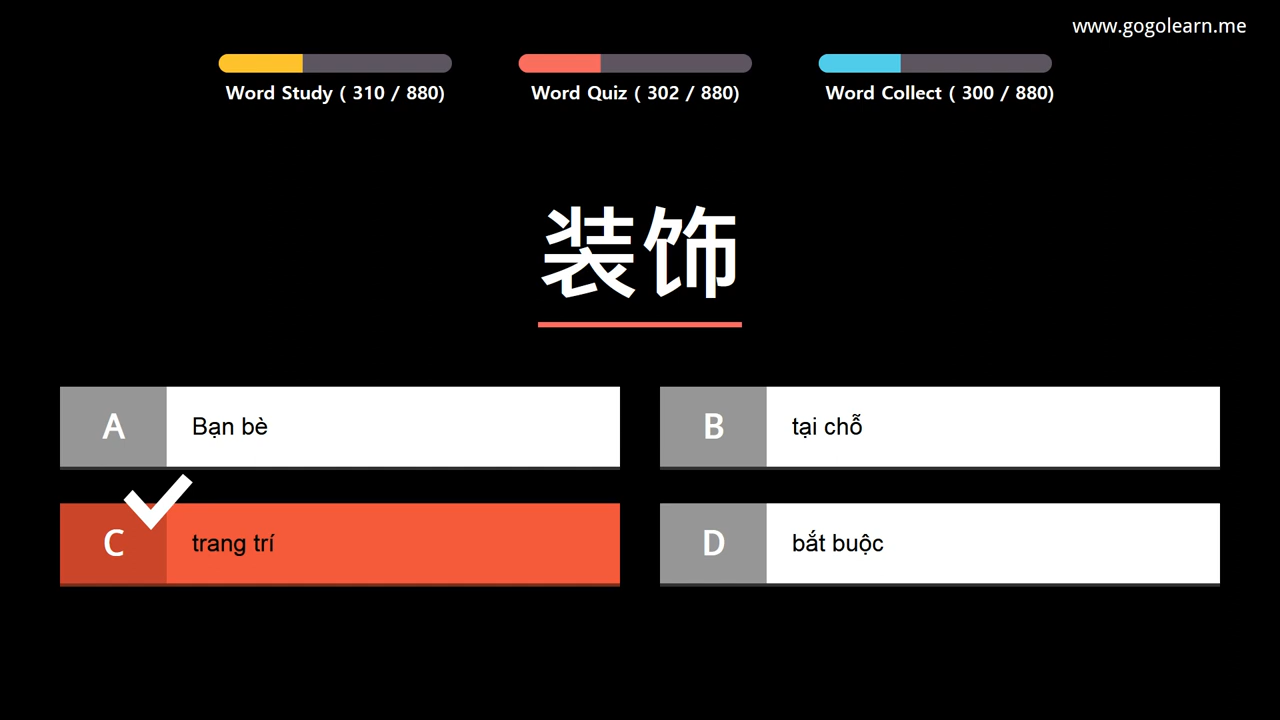 www.gogolearn.me
Word Study ( 310 / 880)
Word Quiz ( 302 / 880)
Word Collect ( 300 / 880)
装饰
A Bạn bè
B tại chỗ
C trang trí
D bắt buộc